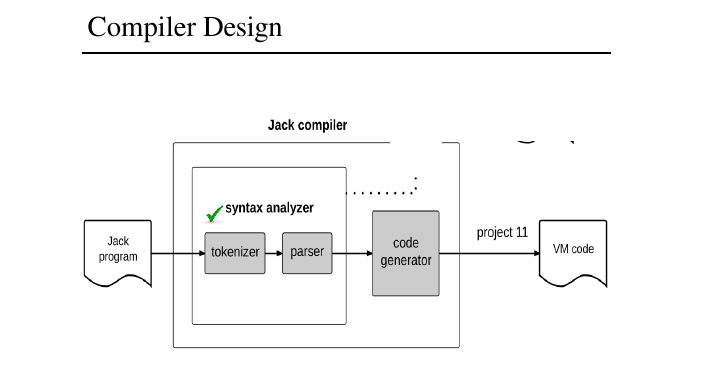 Compiler Design
Jack compiler
syntax analyzer
Jack
program
tokenizer
parser
code
generator
project 11
VM code